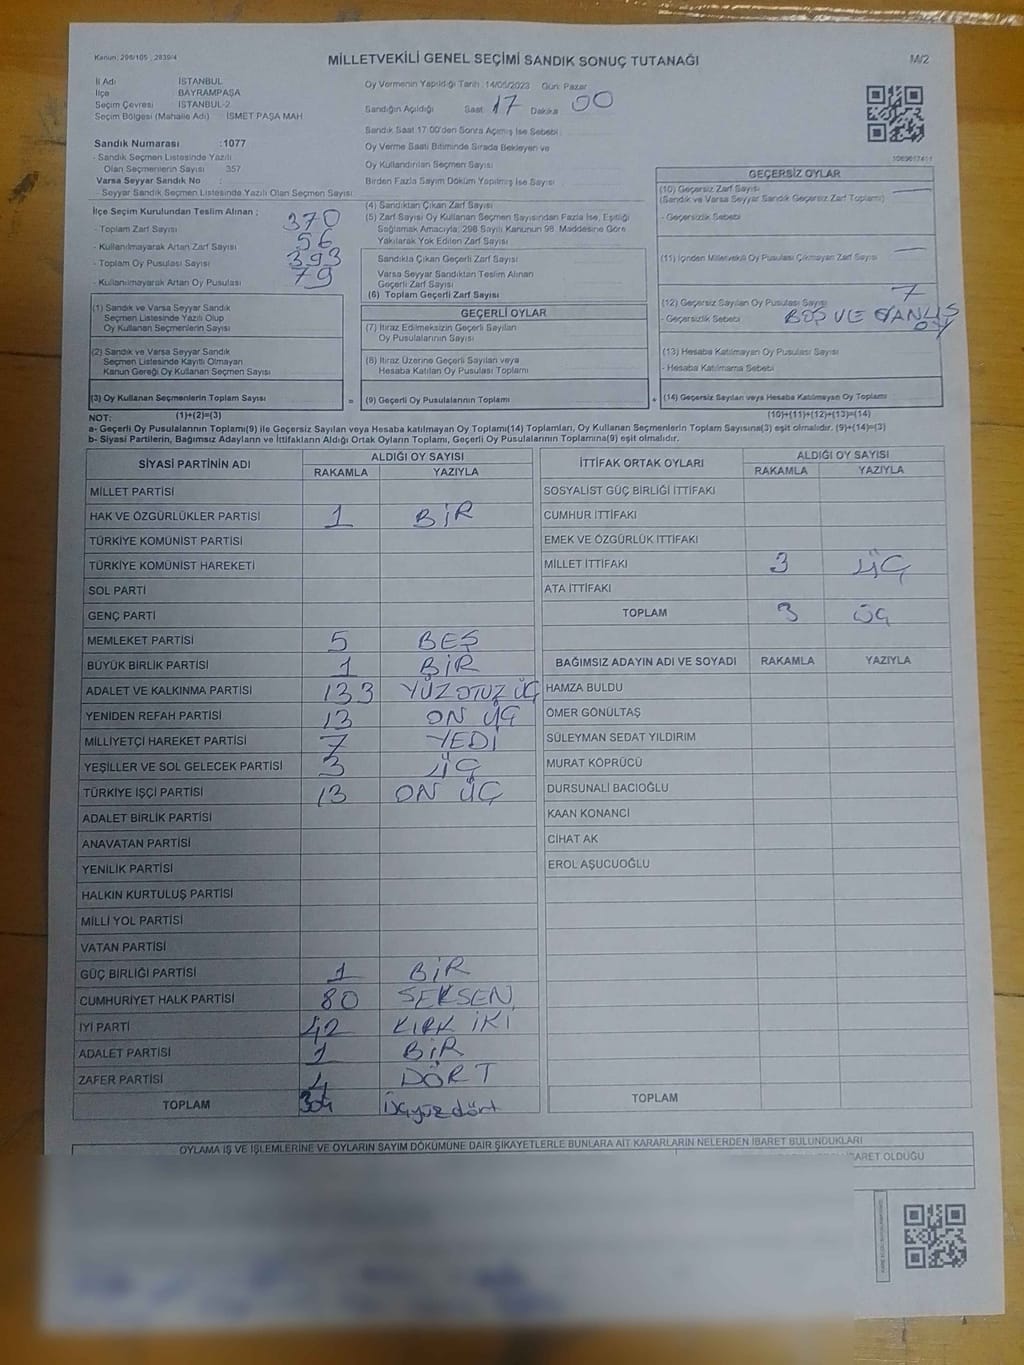 Kanun: 298/105 , 2839/4
MİLLETVEKİLİ GENEL SEÇİMİ SANDIK SONUÇ TUTANAĞI
M/2
İl Adı İSTANBUL
İlçe BAYRAMPAŞA
Seçim Çevresi İSTANBUL-2
Seçim Bölgesi (Mahalle Adı) İSMET PAŞA MAH
Oy Vermenin Yapıldığı Tarih :14/05/2023 Gün: Pazar
Sandığın Açıldığı Saat 17 Dakika 00
Sandık Saat 17:00'den Sonra Açılmış İse Sebebi :
Oy Verme Saati Bitiminde Sırada Bekleyen ve
Oy Kullandırılan Seçmen Sayısı
Birden Fazla Sayım Döküm Yapılmış İse Sayısı
Sandık Numarası :1077
- Sandık Seçmen Listesinde Yazılı
Olan Seçmenlerin Sayısı 357
Varsa Seyyar Sandık No :
- Seyyar Sandık Seçmen Listesinde Yazılı Olan Seçmen Sayısı:
İlçe Seçim Kurulundan Teslim Alınan ;
- Toplam Zarf Sayısı 370
- Kullanılmayarak Artan Zarf Sayısı 56
- Toplam Oy Pusulası Sayısı 393
- Kullanılmayarak Artan Oy Pusulası 79
(1) Sandık ve Varsa Seyyar Sandık
Seçmen Listesinde Yazılı Olup
Oy Kullanan Seçmenlerin Sayısı
(2) Sandık ve Varsa Seyyar Sandık
Seçmen Listesinde Kayıtlı Olmayan
Kanun Gereği Oy Kullanan Seçmen Sayısı
(3) Oy Kullanan Seçmenlerin Toplam Sayısı =
(1)+(2)=(3)
(4) Sandıktan Çıkan Zarf Sayısı
(5) Zarf Sayısı Oy Kullanan Seçmen Sayısından Fazla İse, Eşitliği
Sağlamak Amacıyla; 298 Sayılı Kanunun 98. Maddesine Göre
Yakılarak Yok Edilen Zarf Sayısı
Sandıkla Çıkan Geçerli Zarf Sayısı
Varsa Seyyar Sandıktan Teslim Alınan
Geçerli Zarf Sayısı
(6) Toplam Geçerli Zarf Sayısı
GEÇERLİ OYLAR
(7) İtiraz Edilmeksizin Geçerli Sayılan
Oy Pusulalarının Sayısı
(8) İtiraz Üzerine Geçerli Sayılan veya
Hesaba Katılan Oy Pusulası Toplamı
(9) Geçerli Oy Pusulalarının Toplamı +
GEÇERSİZ OYLAR
(10) Geçersiz Zarf Sayısı —
(Sandık ve Varsa Seyyar Sandık Geçersiz Zarf Toplamı)
- Geçersizlik Sebebi
(11) İçinden Milletvekili Oy Pusulası Çıkmayan Zarf Sayısı —
(12) Geçersiz Sayılan Oy Pusulası Sayısı 7
- Geçersizlik Sebebi BOŞ VE YANLIŞ
OY
(13) Hesaba Katılmayan Oy Pusulası Sayısı
- Hesaba Katılmama Sebebi
(14) Geçersiz Sayılan veya Hesaba Katılmayan Oy Toplamı
(10)+(11)+(12)+(13)=(14)
NOT:
a- Geçerli Oy Pusulalarının Toplamı(9) ile Geçersiz Sayılan veya Hesaba katılmayan Oy Toplamı(14) Toplamları, Oy Kullanan Seçmenlerin Toplam Sayısına(3) eşit olmalıdır. (9)+(14)=(3)
b- Siyasi Partilerin, Bağımsız Adayların ve İttifakların Aldığı Ortak Oyların Toplamı, Geçerli Oy Pusulalarının Toplamına(9) eşit olmalıdır.
SİYASİ PARTİNİN ADI
ALDIĞI OY SAYISI
RAKAMLA YAZIYLA
MİLLET PARTİSİ
HAK VE ÖZGÜRLÜKLER PARTİSİ 1 BİR
TÜRKİYE KOMÜNİST PARTİSİ
TÜRKİYE KOMÜNİST HAREKETİ
SOL PARTİ
GENÇ PARTİ
MEMLEKET PARTİSİ 5 BEŞ
BÜYÜK BİRLİK PARTİSİ 1 BİR
ADALET VE KALKINMA PARTİSİ 133 YÜZ OTUZ ÜÇ
YENİDEN REFAH PARTİSİ 13 ON ÜÇ
MİLLİYETÇİ HAREKET PARTİSİ 7 YEDİ
YEŞİLLER VE SOL GELECEK PARTİSİ 3 ÜÇ
TÜRKİYE İŞÇİ PARTİSİ 13 ON ÜÇ
ADALET BİRLİK PARTİSİ
ANAVATAN PARTİSİ
YENİLİK PARTİSİ
HALKIN KURTULUŞ PARTİSİ
MİLLİ YOL PARTİSİ
VATAN PARTİSİ
GÜÇ BİRLİĞİ PARTİSİ 1 BİR
CUMHURİYET HALK PARTİSİ 80 SEKSEN
İYİ PARTİ 42 KIRK İKİ
ADALET PARTİSİ 1 BİR
ZAFER PARTİSİ 4 DÖRT
TOPLAM 304 Üçyüzdört
İTTİFAK ORTAK OYLARI
ALDIĞI OY SAYISI
RAKAMLA YAZIYLA
SOSYALİST GÜÇ BİRLİĞİ İTTİFAKI
CUMHUR İTTİFAKI
EMEK VE ÖZGÜRLÜK İTTİFAKI
MİLLET İTTİFAKI 3 ÜÇ
ATA İTTİFAKI
TOPLAM 3 ÜÇ
BAĞIMSIZ ADAYIN ADI VE SOYADI RAKAMLA YAZIYLA
HAMZA BULDU
ÖMER GÖNÜLTAŞ
SÜLEYMAN SEDAT YILDIRIM
MURAT KÖPRÜCÜ
DURSUNALİ BACIOĞLU
KAAN KONANCİ
CİHAT AK
EROL AŞUCUOĞLU
TOPLAM
OYLAMA İŞ VE İŞLEMLERİNE VE OYLARIN SAYIM DÖKÜMÜNE DAİR ŞİKAYETLERLE BUNLARA AİT KARARLARIN NELERDEN İBARET BULUNDUKLARI
OLDUĞU